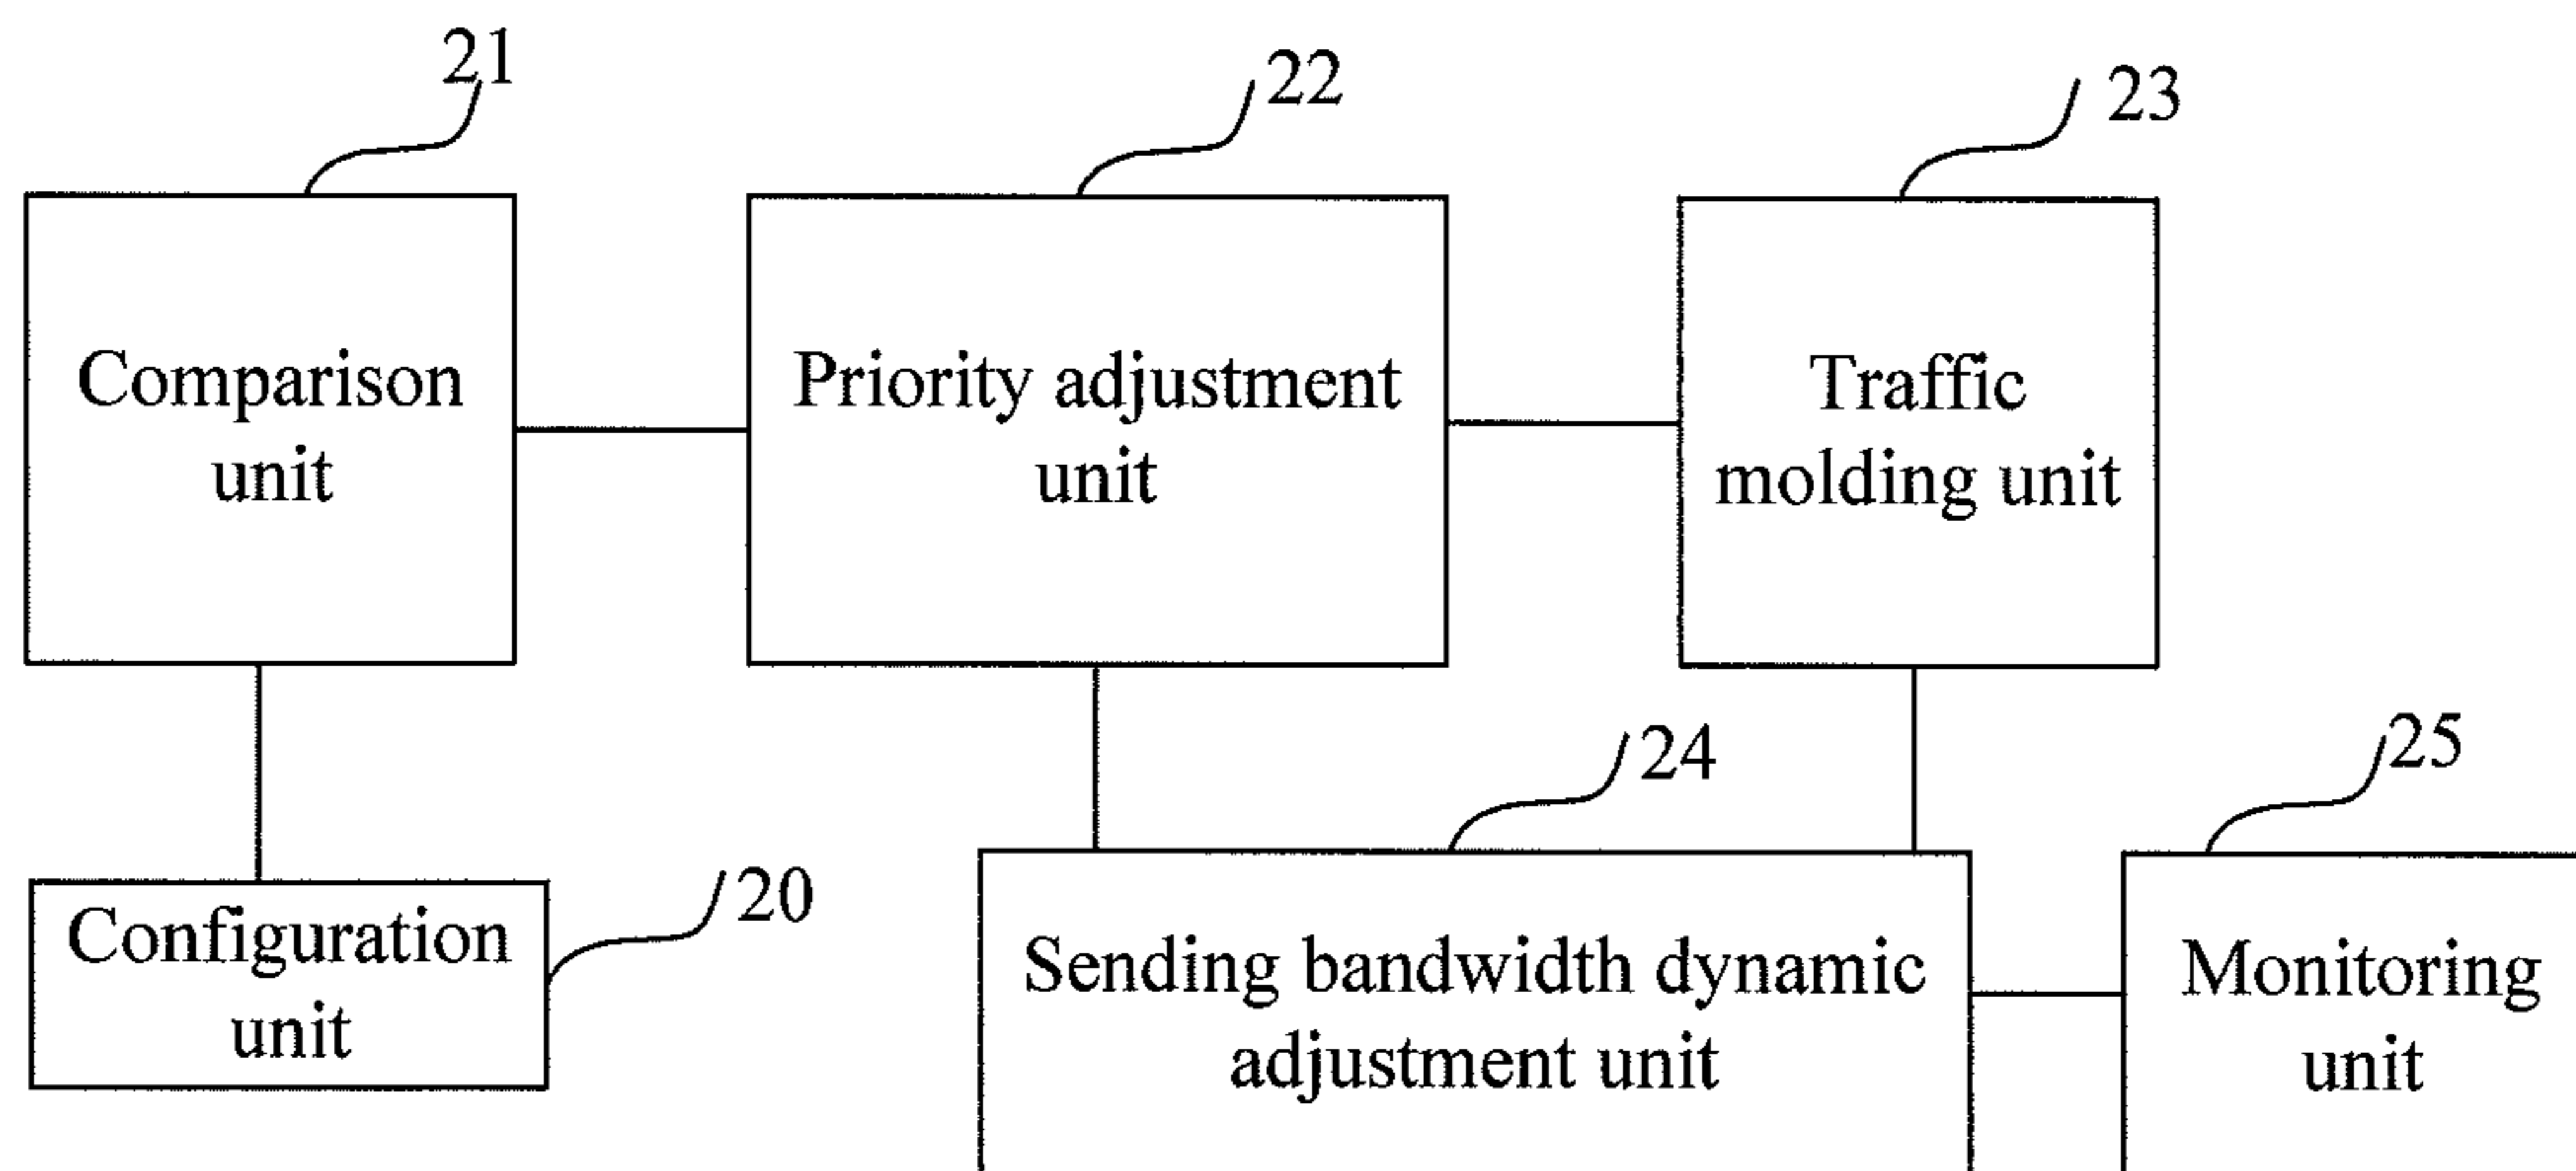 21
22
23
Comparison
unit
Priority adjustment
unit
Traffic
molding unit
24
25
20
Configuration
unit
Sending bandwidth dynamic
adjustment unit
Monitoring
unit